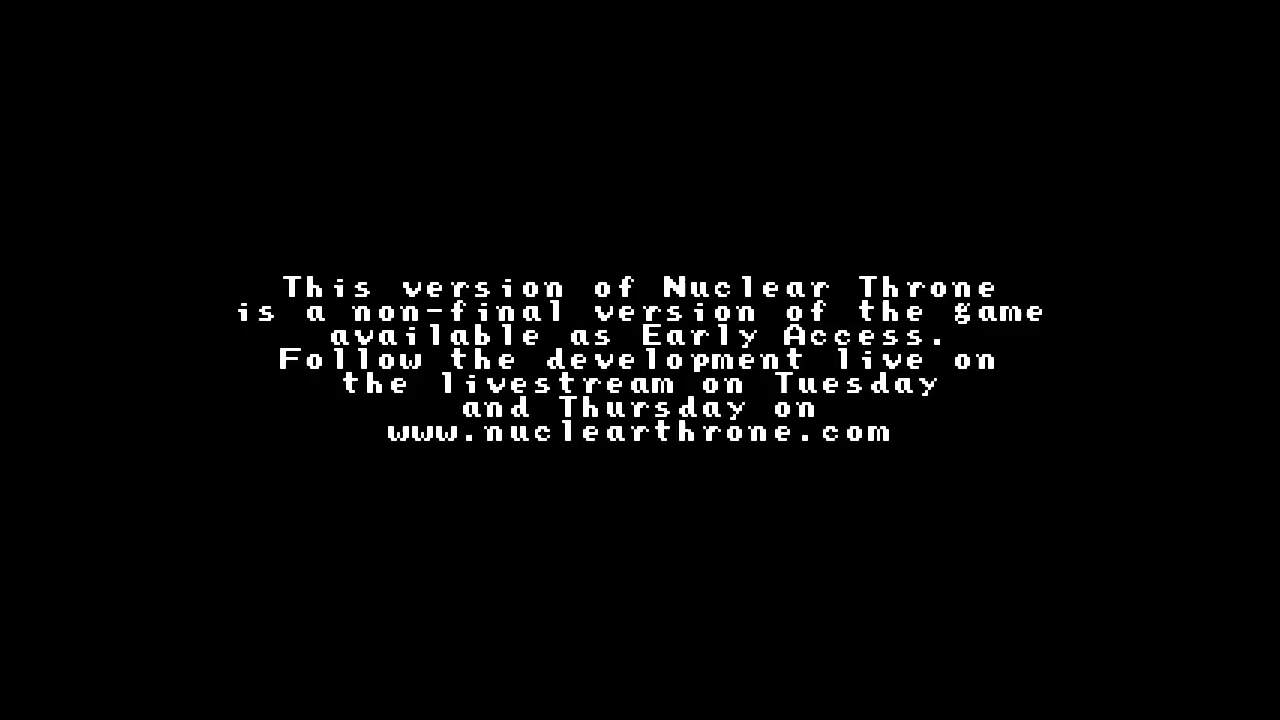 This version of Nuclear Throne
is a non-final version of the game
available as Early Access.
Follow the development live on
the livestream on Tuesday
and Thursday on
www.nuclearthrone.com